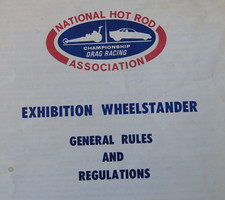 NATIONAL HOT ROD
CHAMPIONSHIP
DRAG RACING
ASSOCIATION
EXHIBITION WHEELSTANDER
GENERAL RULES
AND
REGULATIONS